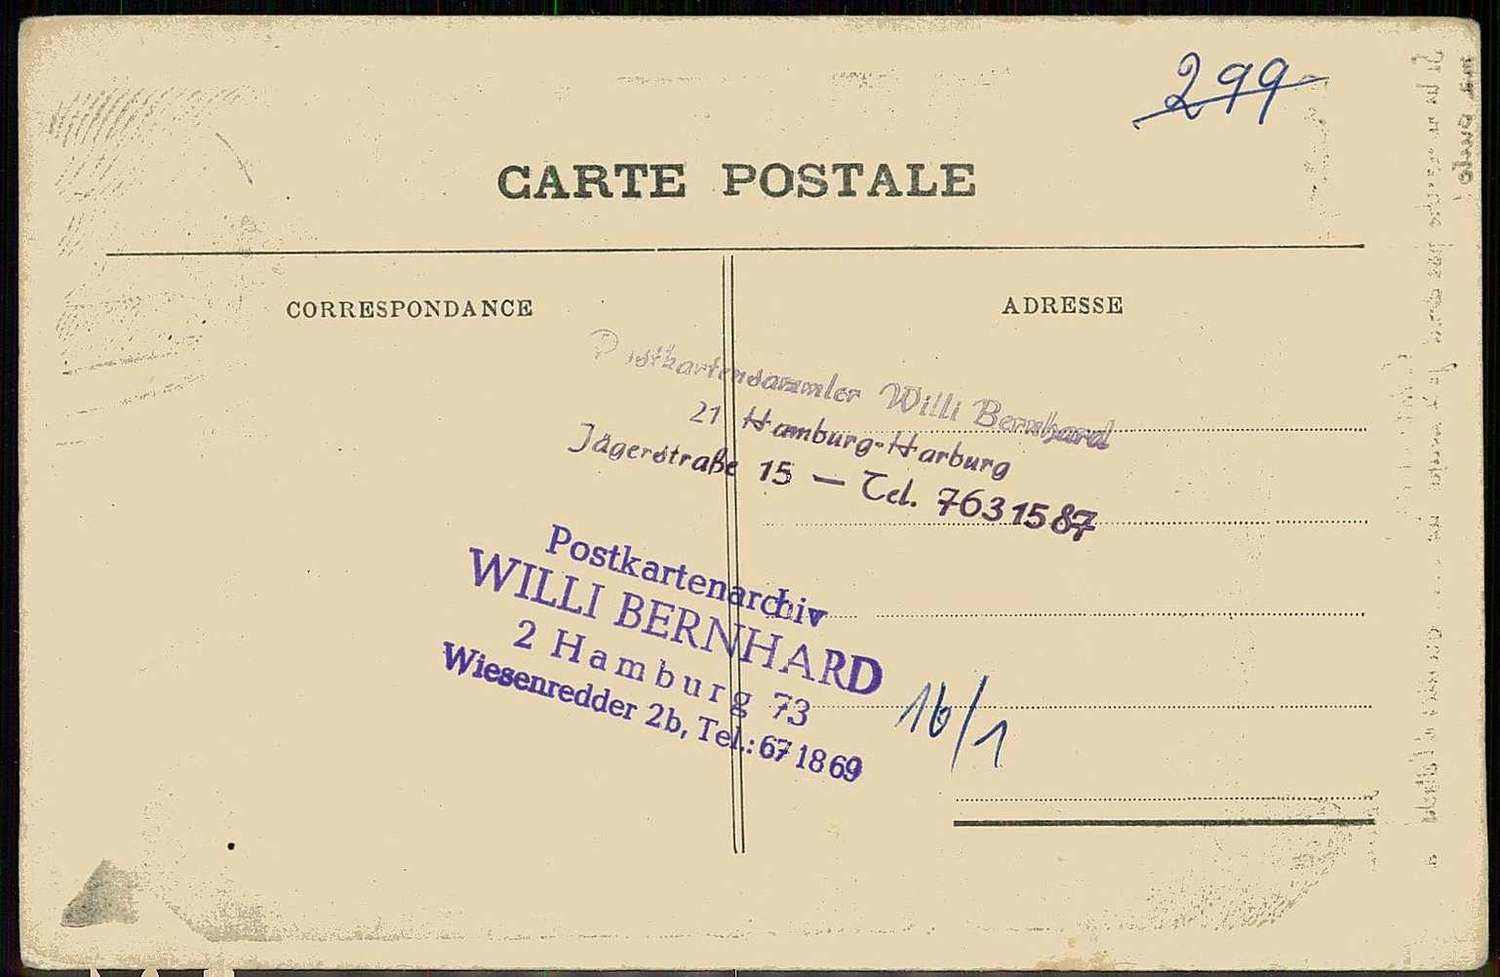 299
CARTE POSTALE
CORRESPONDANCE
ADRESSE
Postkartensammler Willi Bernhard
21 Hamburg-Harburg
Jägerstraße 15 — Tel. 7631587
Postkartenarchiv
WILLI BERNHARD
2 Hamburg 73
Wiesenredder 2b, Tel.: 671869
16/1